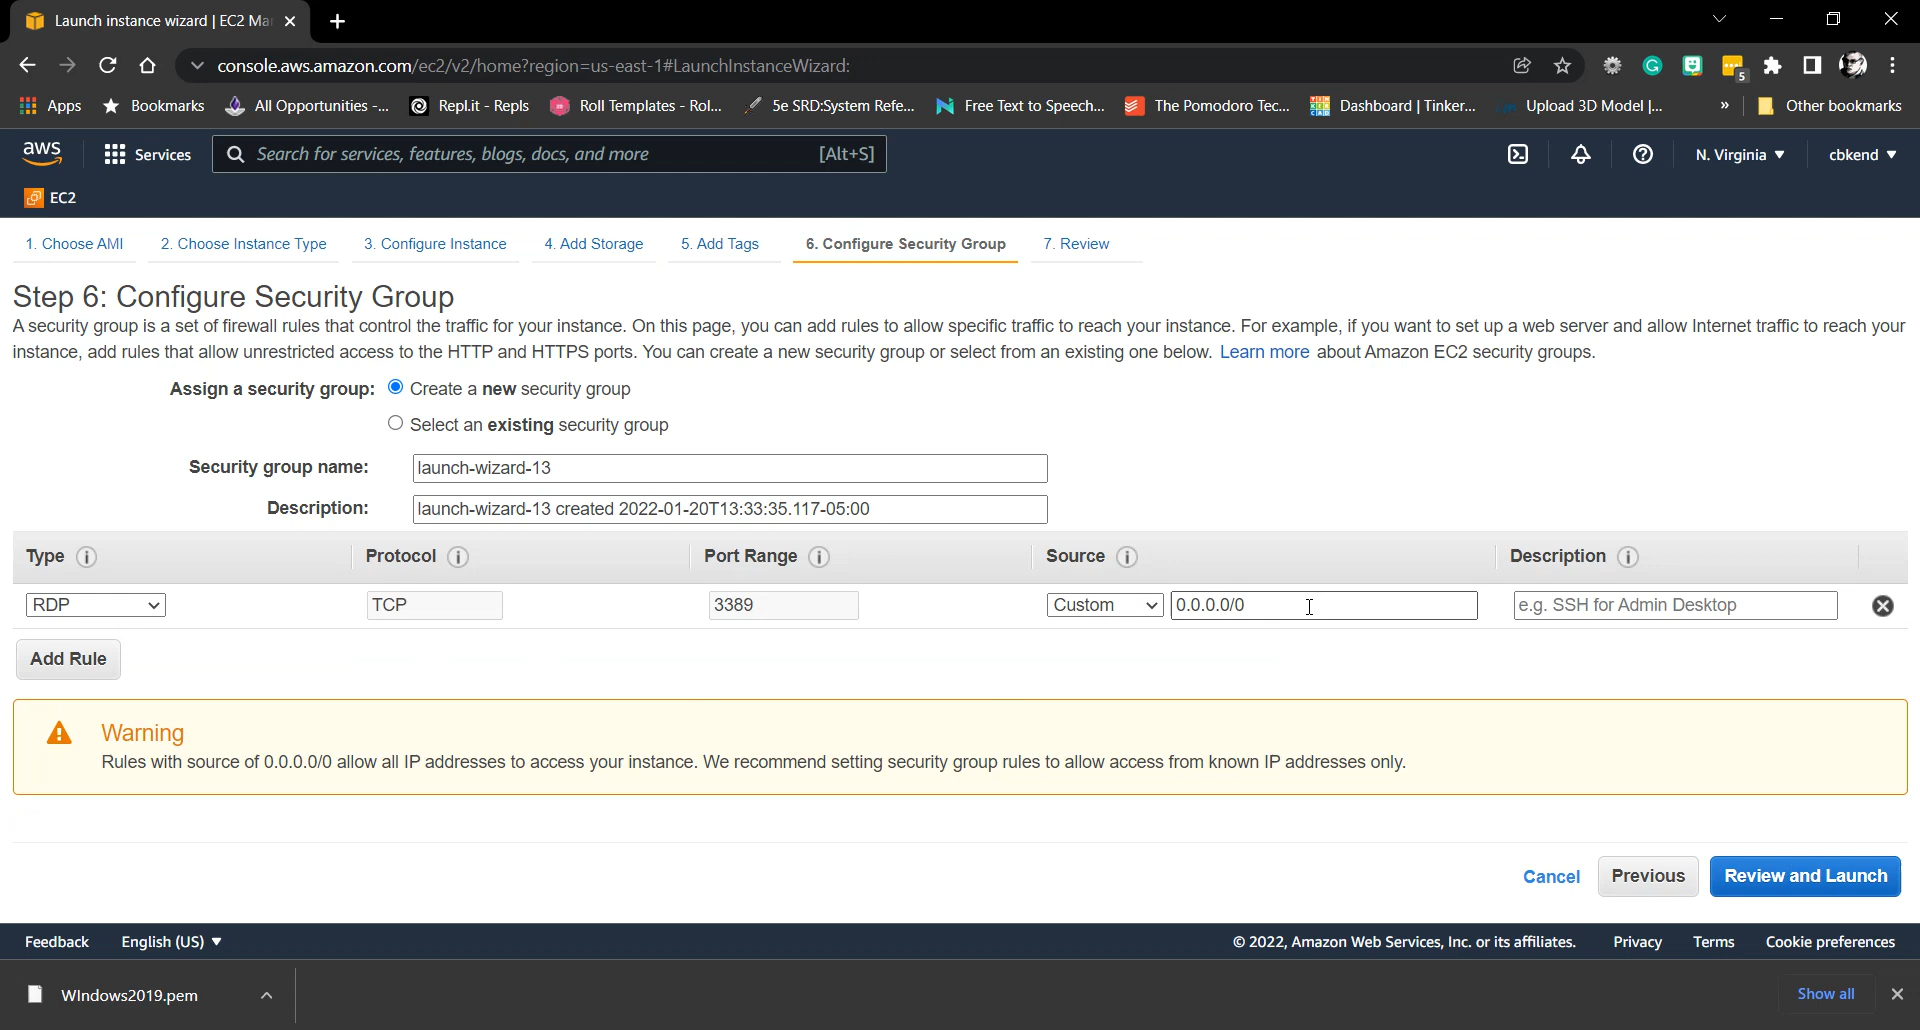 Launch instance wizard | EC2 Ma
console.aws.amazon.com/ec2/v2/home?region=us-east-1#LaunchInstanceWizard:
5
Apps Bookmarks All Opportunities -... Repl.it - Repls Roll Templates - Rol... 5e SRD:System Refe... Free Text to Speech... The Pomodoro Tec... Dashboard | Tinker... Upload 3D Model |... » Other bookmarks
aws Services Search for services, features, blogs, docs, and more [Alt+S] N. Virginia cbkend
EC2
1. Choose AMI 2. Choose Instance Type 3. Configure Instance 4. Add Storage 5. Add Tags 6. Configure Security Group 7. Review
Step 6: Configure Security Group
A security group is a set of firewall rules that control the traffic for your instance. On this page, you can add rules to allow specific traffic to reach your instance. For example, if you want to set up a web server and allow Internet traffic to reach your
instance, add rules that allow unrestricted access to the HTTP and HTTPS ports. You can create a new security group or select from an existing one below. Learn more about Amazon EC2 security groups.
Assign a security group: Create a new security group
Select an existing security group
Security group name: launch-wizard-13
Description: launch-wizard-13 created 2022-01-20T13:33:35.117-05:00
Type Protocol Port Range Source Description
RDP TCP 3389 Custom 0.0.0.0/0 e.g. SSH for Admin Desktop
Add Rule
Warning
Rules with source of 0.0.0.0/0 allow all IP addresses to access your instance. We recommend setting security group rules to allow access from known IP addresses only.
Cancel Previous Review and Launch
Feedback English (US) © 2022, Amazon Web Services, Inc. or its affiliates. Privacy Terms Cookie preferences
WIndows2019.pem Show all